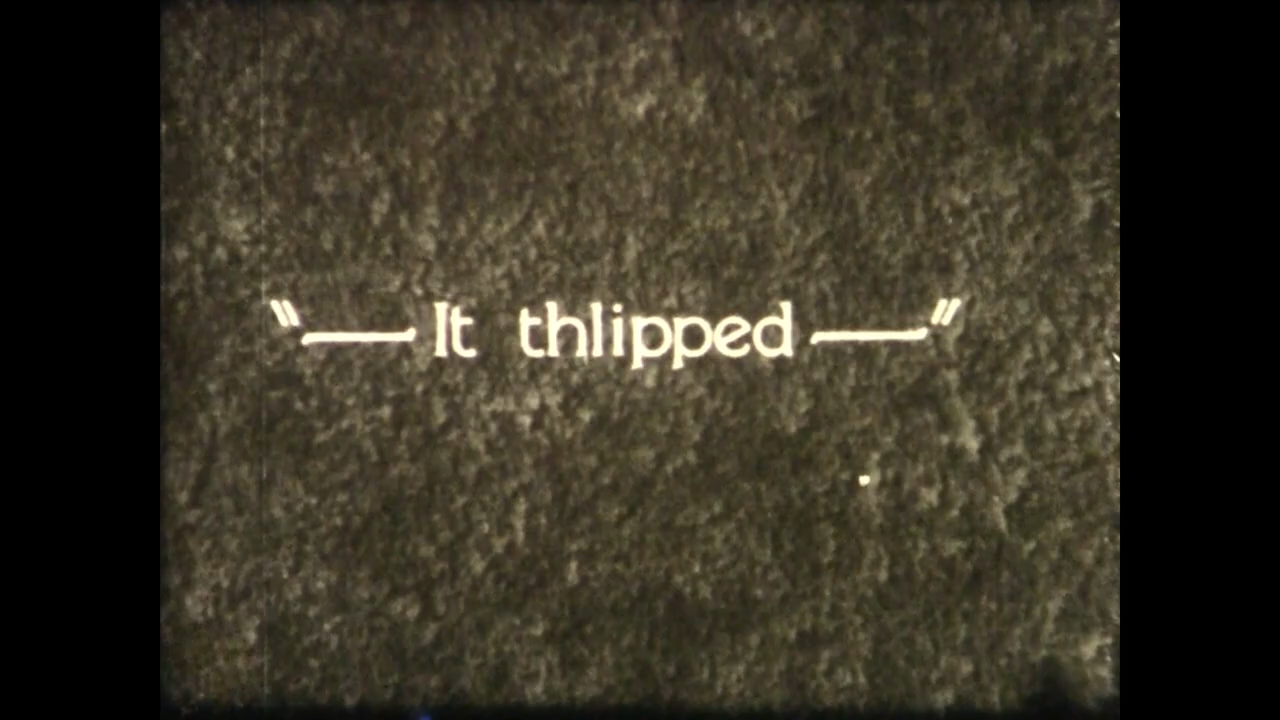 "— It thlipped —"